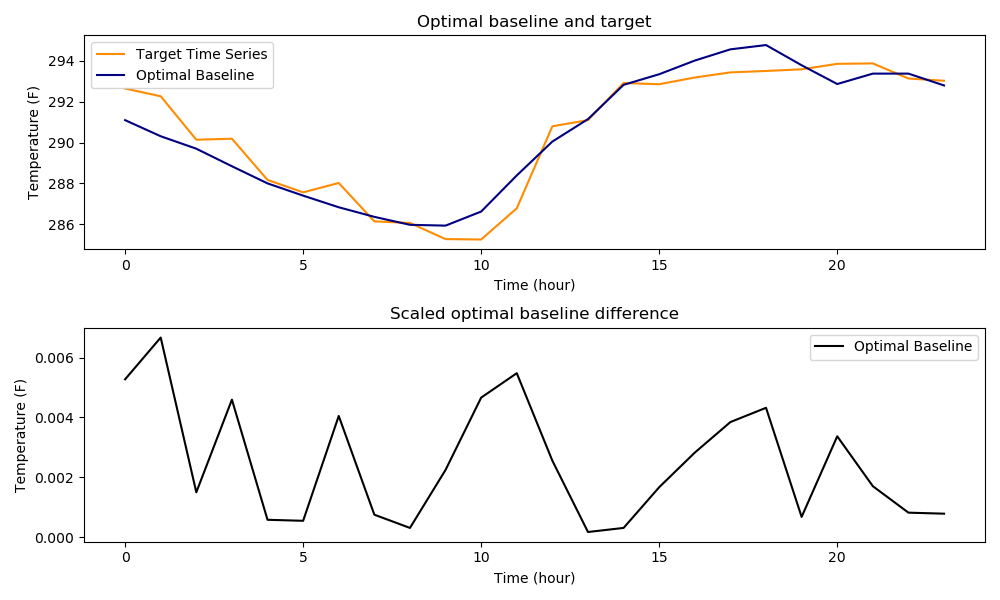 Optimal baseline and target
Target Time Series
Optimal Baseline
Temperature (F)
294
292
290
288
286
0 5 10 15 20
Time (hour)
Scaled optimal baseline difference
Optimal Baseline
Temperature (F)
0.006
0.004
0.002
0.000
0 5 10 15 20
Time (hour)